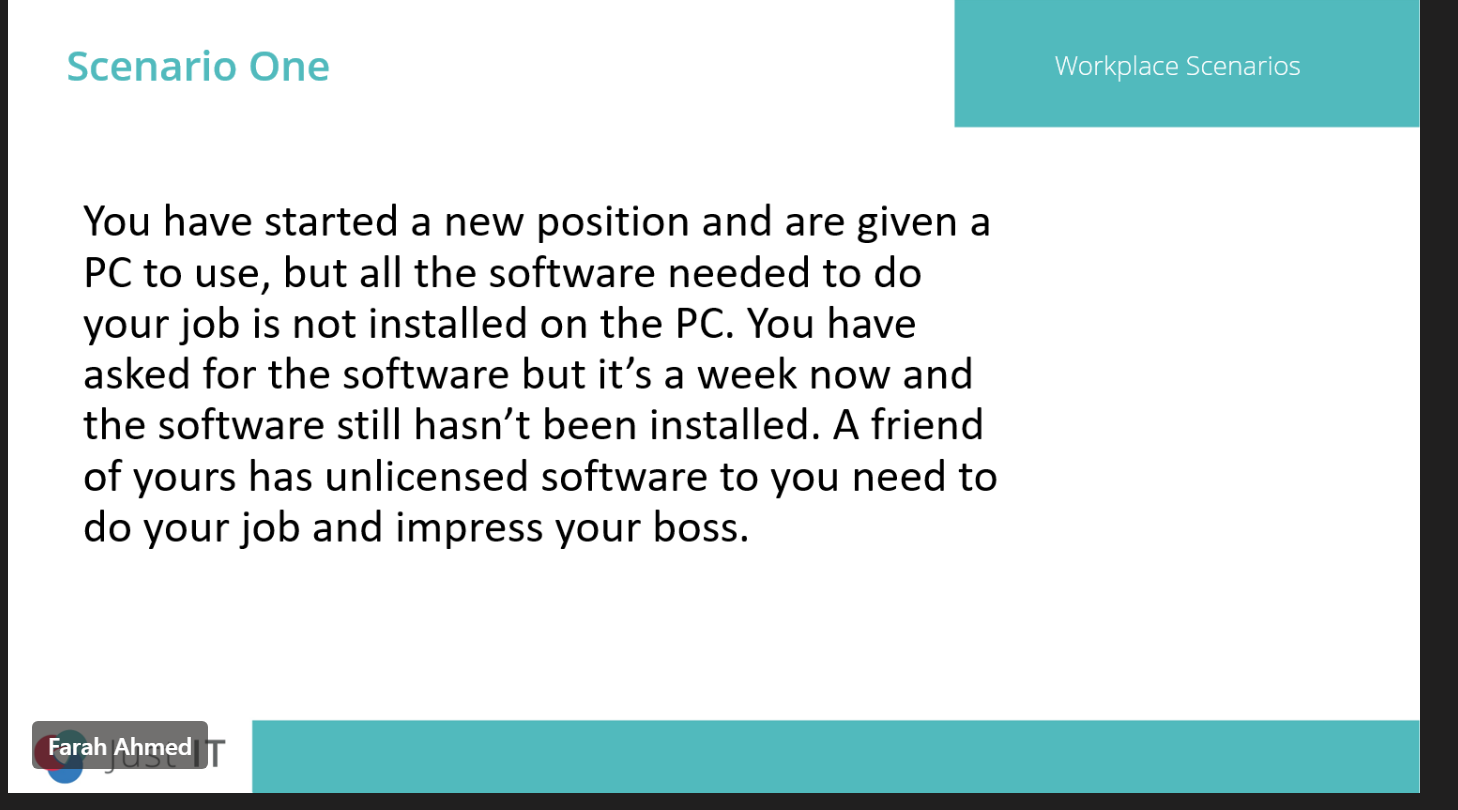 Scenario One
Workplace Scenarios
You have started a new position and are given a
PC to use, but all the software needed to do
your job is not installed on the PC. You have
asked for the software but it’s a week now and
the software still hasn’t been installed. A friend
of yours has unlicensed software to you need to
do your job and impress your boss.
Farah Ahmed
Just IT